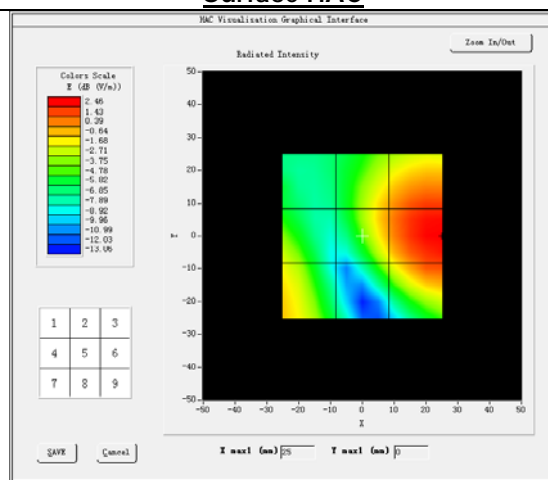 Surface HAC
HAC Visualisation Graphical Interface
Zoom In/Out
Radiated Intensity
Colors Scale
E (dB (V/m))
2.46
1.43
0.39
-0.64
-1.68
-2.71
-3.75
-4.78
-5.82
-6.85
-7.89
-8.92
-9.96
-10.99
-12.03
-13.06
50
40
30
20
10
0
-10
-20
-30
-40
-50
Y
-50 -40 -30 -20 -10 0 10 20 30 40 50
X
1 2 3
4 5 6
7 8 9
SAVE Cancel X max1 (mm) 25 Y max1 (mm) 0